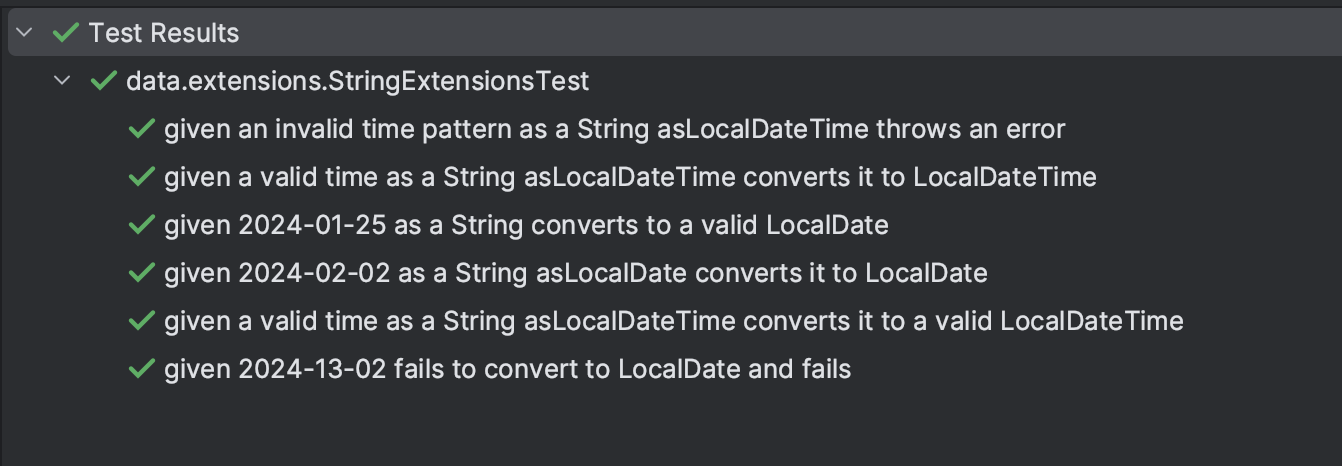 Test Results
data.extensions.StringExtensionsTest
given an invalid time pattern as a String asLocalDateTime throws an error
given a valid time as a String asLocalDateTime converts it to LocalDateTime
given 2024-01-25 as a String converts to a valid LocalDate
given 2024-02-02 as a String asLocalDate converts it to LocalDate
given a valid time as a String asLocalDateTime converts it to a valid LocalDateTime
given 2024-13-02 fails to convert to LocalDate and fails